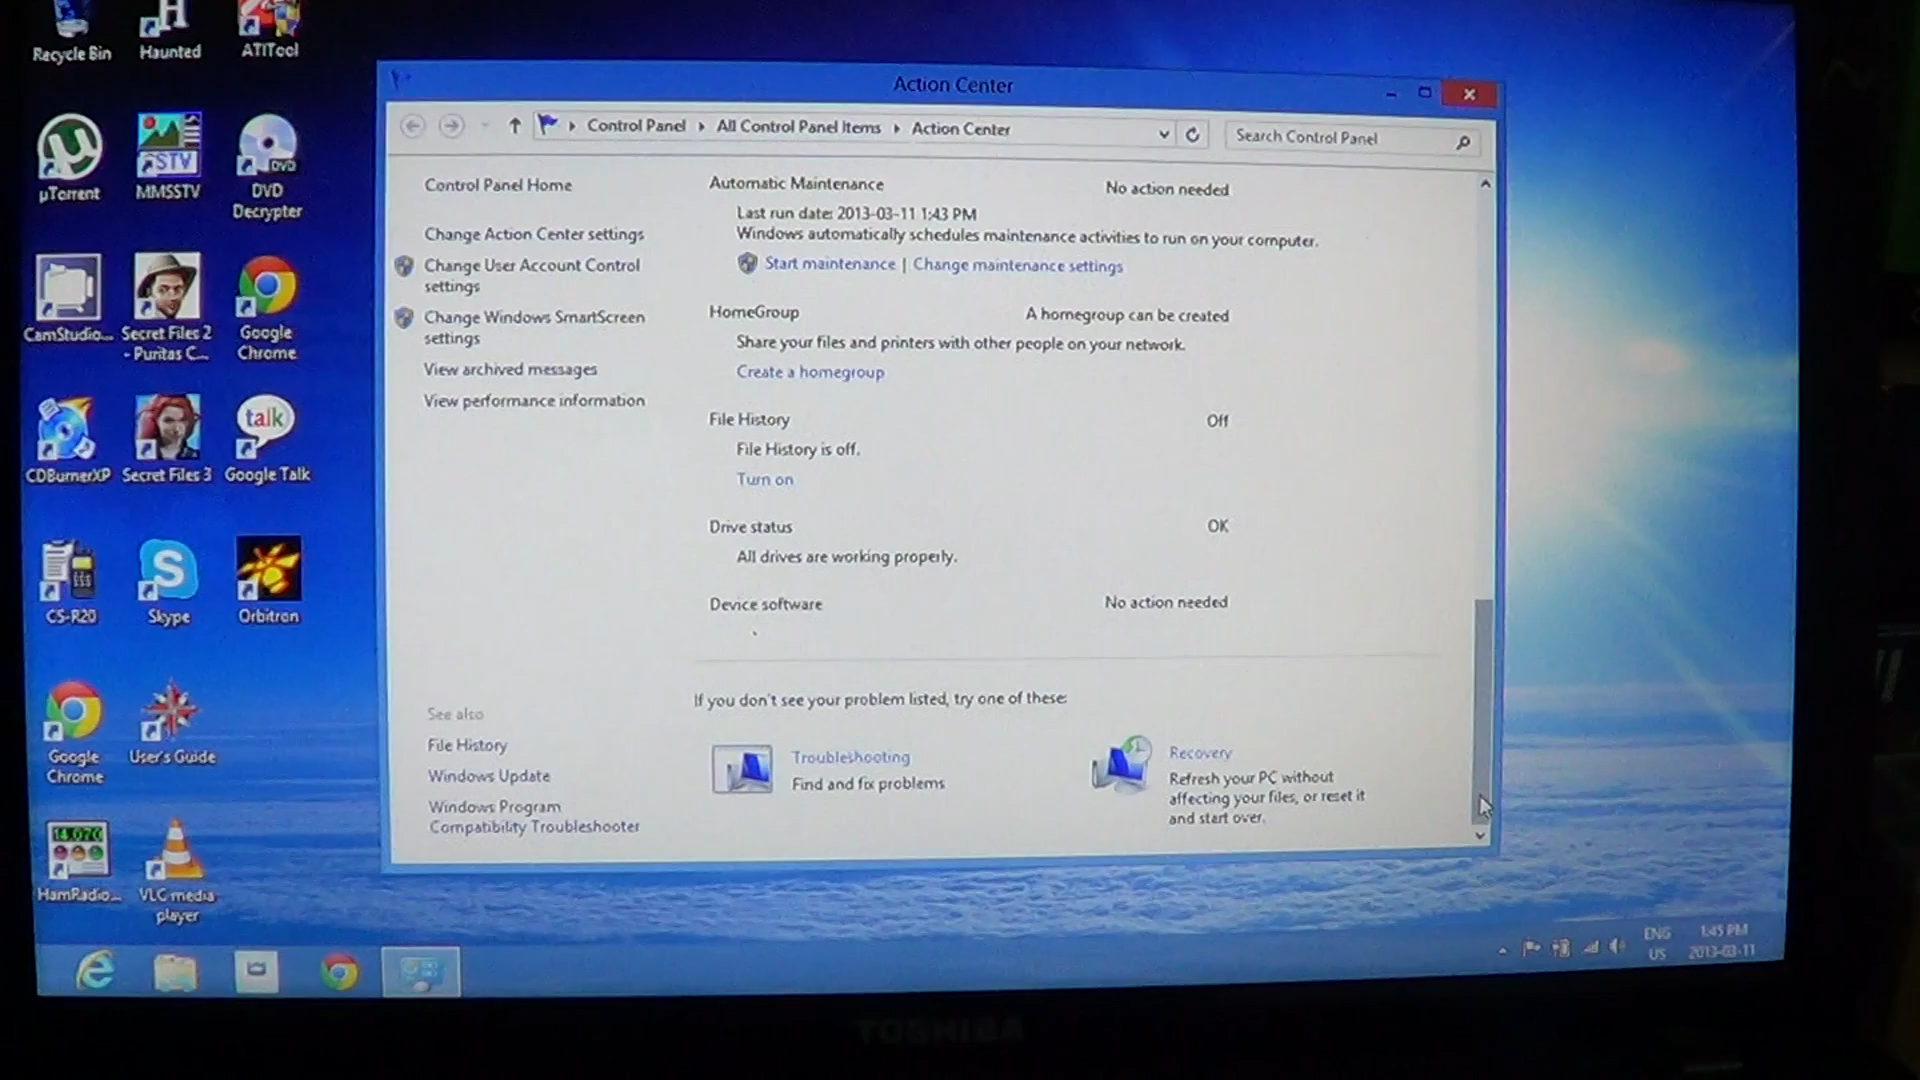 Recycle Bin
Haunted
ATITool
µTorrent
MMSSTV
DVD
Decrypter
SSTV
DVD
CamStudio...
Secret Files 2
- Puritas C...
Google
Chrome
CDBurnerXP
Secret Files 3
talk
Google Talk
CS-R20
Skype
Orbitron
Google
Chrome
User's Guide
14.070
HamRadio...
VLC media
player
Action Center
Control Panel
All Control Panel Items
Action Center
Search Control Panel
Control Panel Home
Change Action Center settings
Change User Account Control
settings
Change Windows SmartScreen
settings
View archived messages
View performance information
See also
File History
Windows Update
Windows Program
Compatibility Troubleshooter
Automatic Maintenance No action needed
Last run date: 2013-03-11 1:43 PM
Windows automatically schedules maintenance activities to run on your computer.
Start maintenance | Change maintenance settings
HomeGroup A homegroup can be created
Share your files and printers with other people on your network.
Create a homegroup
File History Off
File History is off.
Turn on
Drive status OK
All drives are working properly.
Device software No action needed
If you don't see your problem listed, try one of these:
Troubleshooting
Find and fix problems
Recovery
Refresh your PC without
affecting your files, or reset it
and start over.
ENG
US
1:45 PM
2013-03-11
TOSHIBA